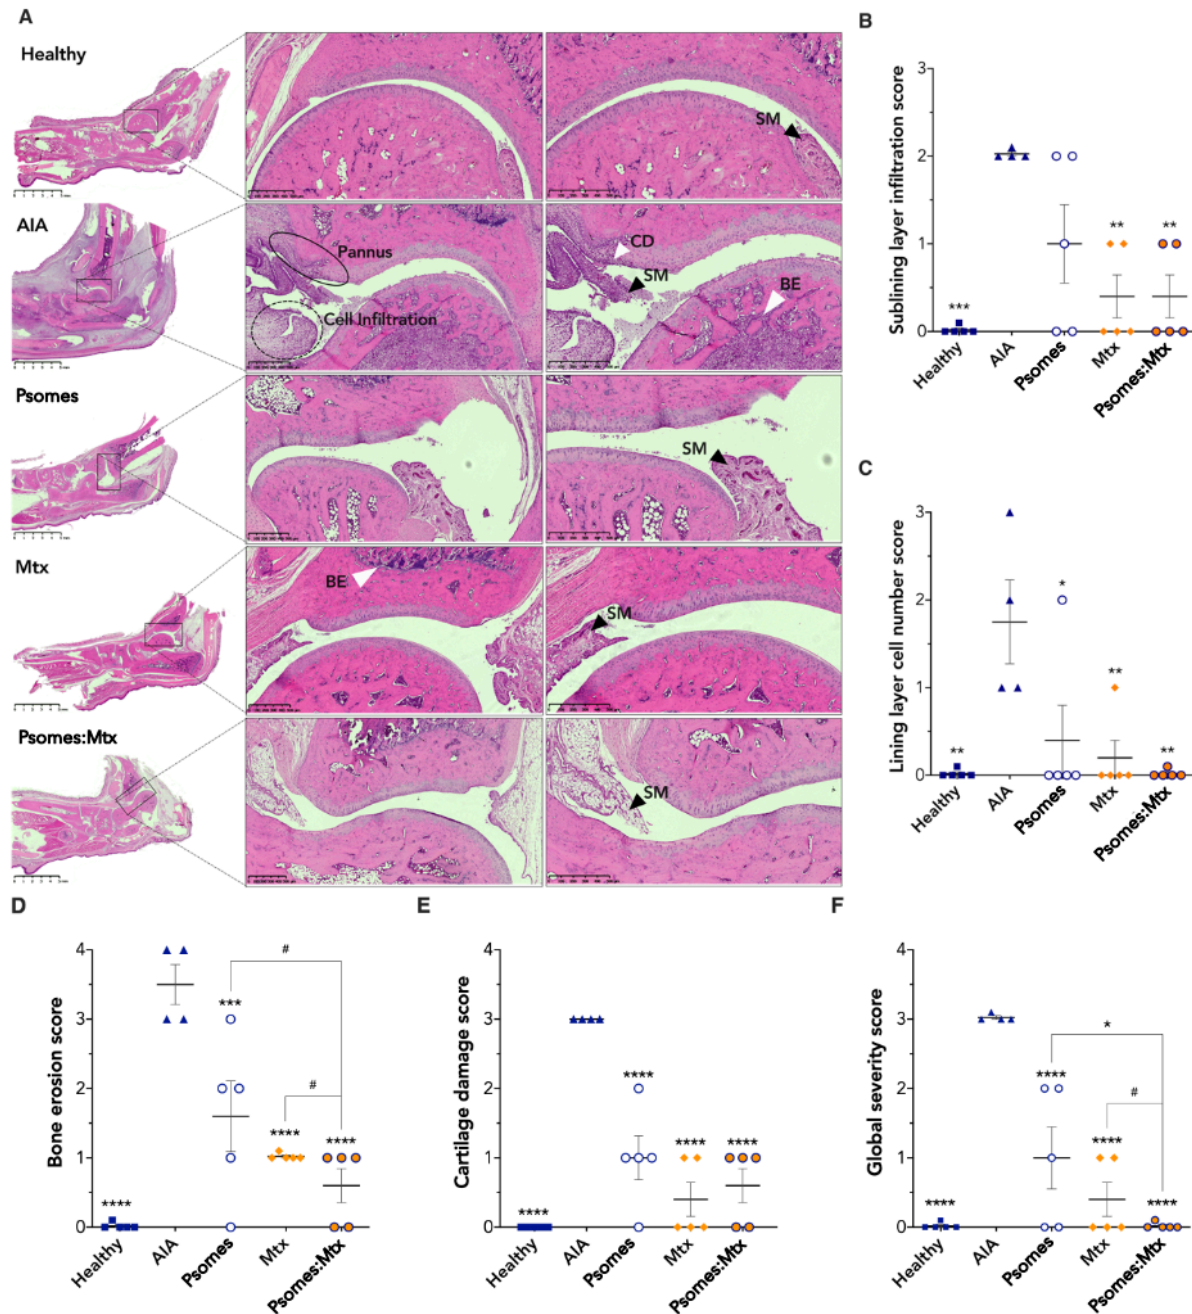 A
Healthy
SM
AIA
Pannus
Cell Infiltration
CD
SM
BE
Psomes
SM
Mtx
BE
SM
Psomes:Mtx
SM
B
Sublining layer infiltration score
3
2
1
0
***
**
**
Healthy
AIA
Psomes
Mtx
Psomes:Mtx
C
Lining layer cell number score
3
2
1
0
**
*
**
**
Healthy
AIA
Psomes
Mtx
Psomes:Mtx
D
Bone erosion score
4
3
2
1
0
****
***
****
****
#
#
Healthy
AIA
Psomes
Mtx
Psomes:Mtx
E
Cartilage damage score
4
3
2
1
0
****
****
****
****
Healthy
AIA
Psomes
Mtx
Psomes:Mtx
F
Global severity score
4
3
2
1
0
****
****
****
****
*
#
Healthy
AIA
Psomes
Mtx
Psomes:Mtx